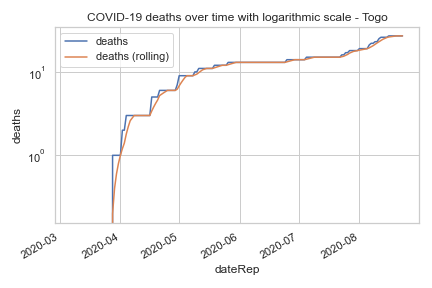 COVID-19 deaths over time with logarithmic scale - Togo
deaths
deaths (rolling)
10¹
10⁰
deaths
2020-03
2020-04
2020-05
2020-06
2020-07
2020-08
dateRep